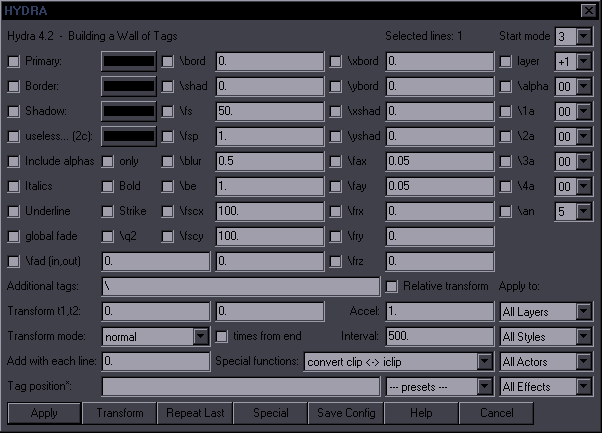 HYDRA
Hydra 4.2 - Building a Wall of Tags Selected lines: 1 Start mode 3
Primary: \bord 0. \xbord 0. layer +1
Border: \shad 0. \ybord 0. \alpha 00
Shadow: \fs 50. \xshad 0. \1a 00
useless... (2c): \fsp 1. \yshad 0. \2a 00
Include alphas only \blur 0.5 \fax 0.05 \3a 00
Italics Bold \be 1. \fay 0.05 \4a 00
Underline Strike \fscx 100. \frx 0. \an 5
global fade \q2 \fscy 100. \fry 0.
\fad (in,out) 0. 0. \frz 0.
Additional tags: \ Relative transform Apply to:
Transform t1,t2: 0. 0. Accel: 1. All Layers
Transform mode: normal times from end Interval: 500. All Styles
Add with each line: 0. Special functions: convert clip <-> iclip All Actors
Tag position*: --- presets --- All Effects
Apply Transform Repeat Last Special Save Config Help Cancel